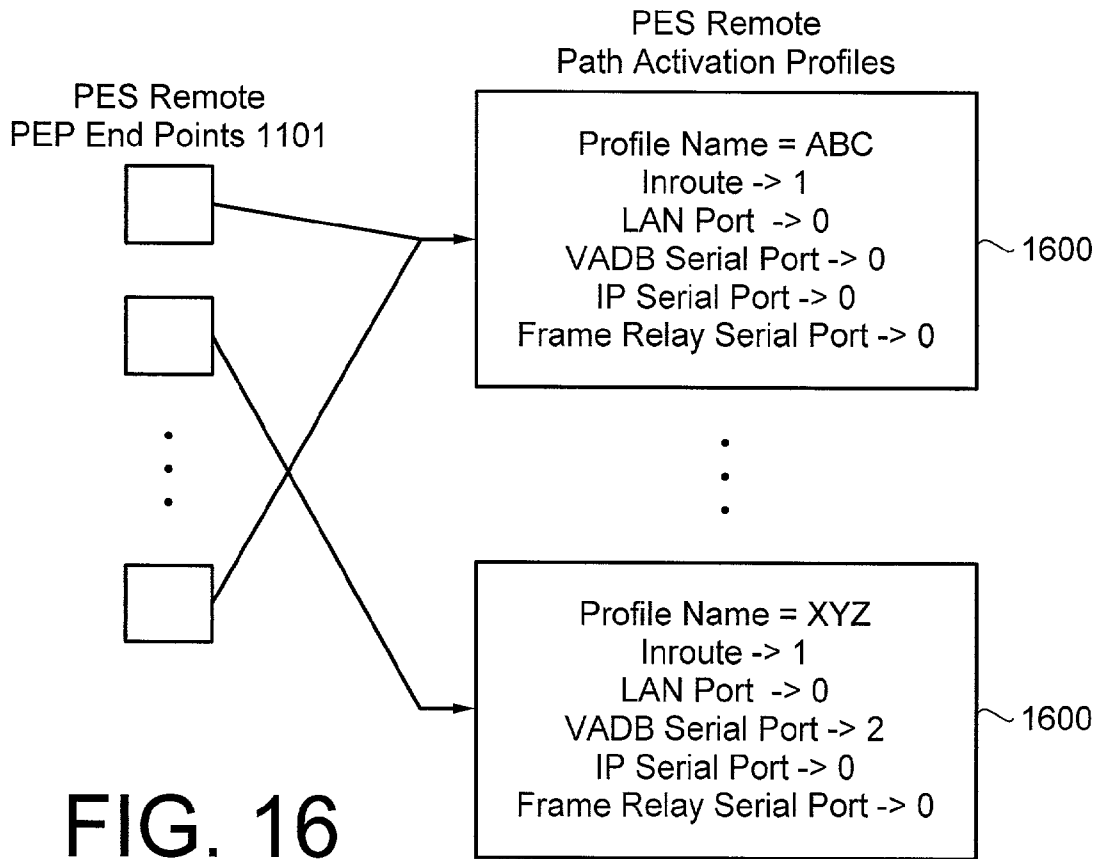 PES Remote
Path Activation Profiles
PES Remote
PEP End Points 1101
Profile Name = ABC
Inroute -> 1
LAN Port -> 0
VADB Serial Port -> 0
IP Serial Port -> 0
Frame Relay Serial Port -> 0
1600
Profile Name = XYZ
Inroute -> 1
LAN Port -> 0
VADB Serial Port -> 2
IP Serial Port -> 0
Frame Relay Serial Port -> 0
1600
FIG. 16